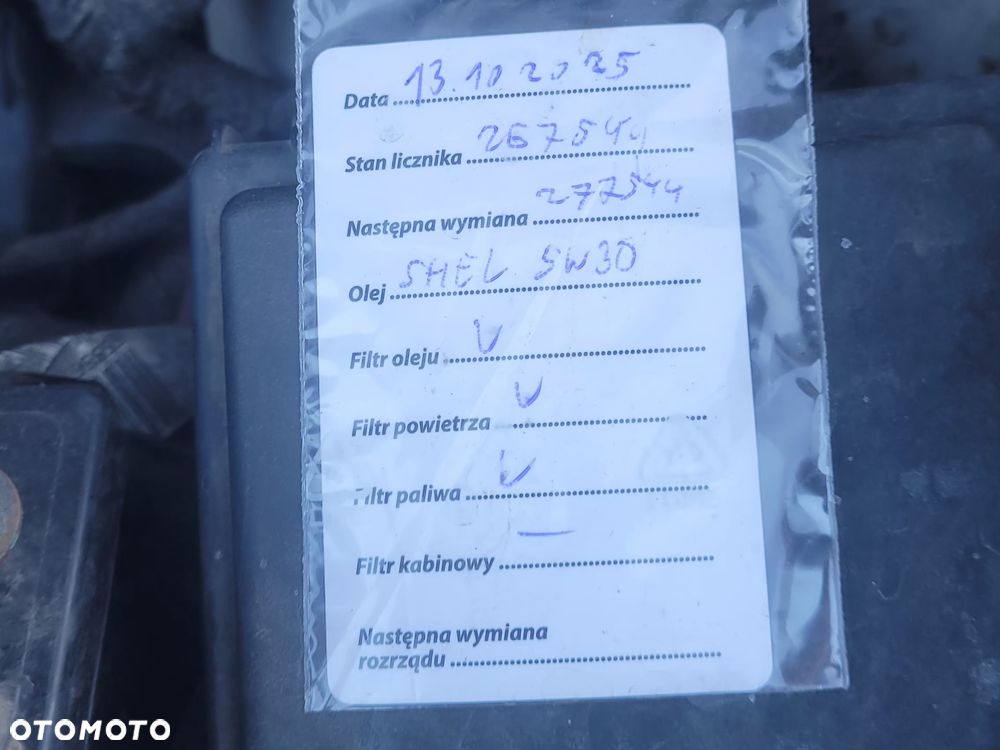 Data 13.10 2025
Stan licznika 267544
Następna wymiana 277544
Olej SHEL 5W30
Filtr oleju V
Filtr powietrza V
Filtr paliwa V
Filtr kabinowy —
Następna wymiana
rozrządu
OTOMOTO